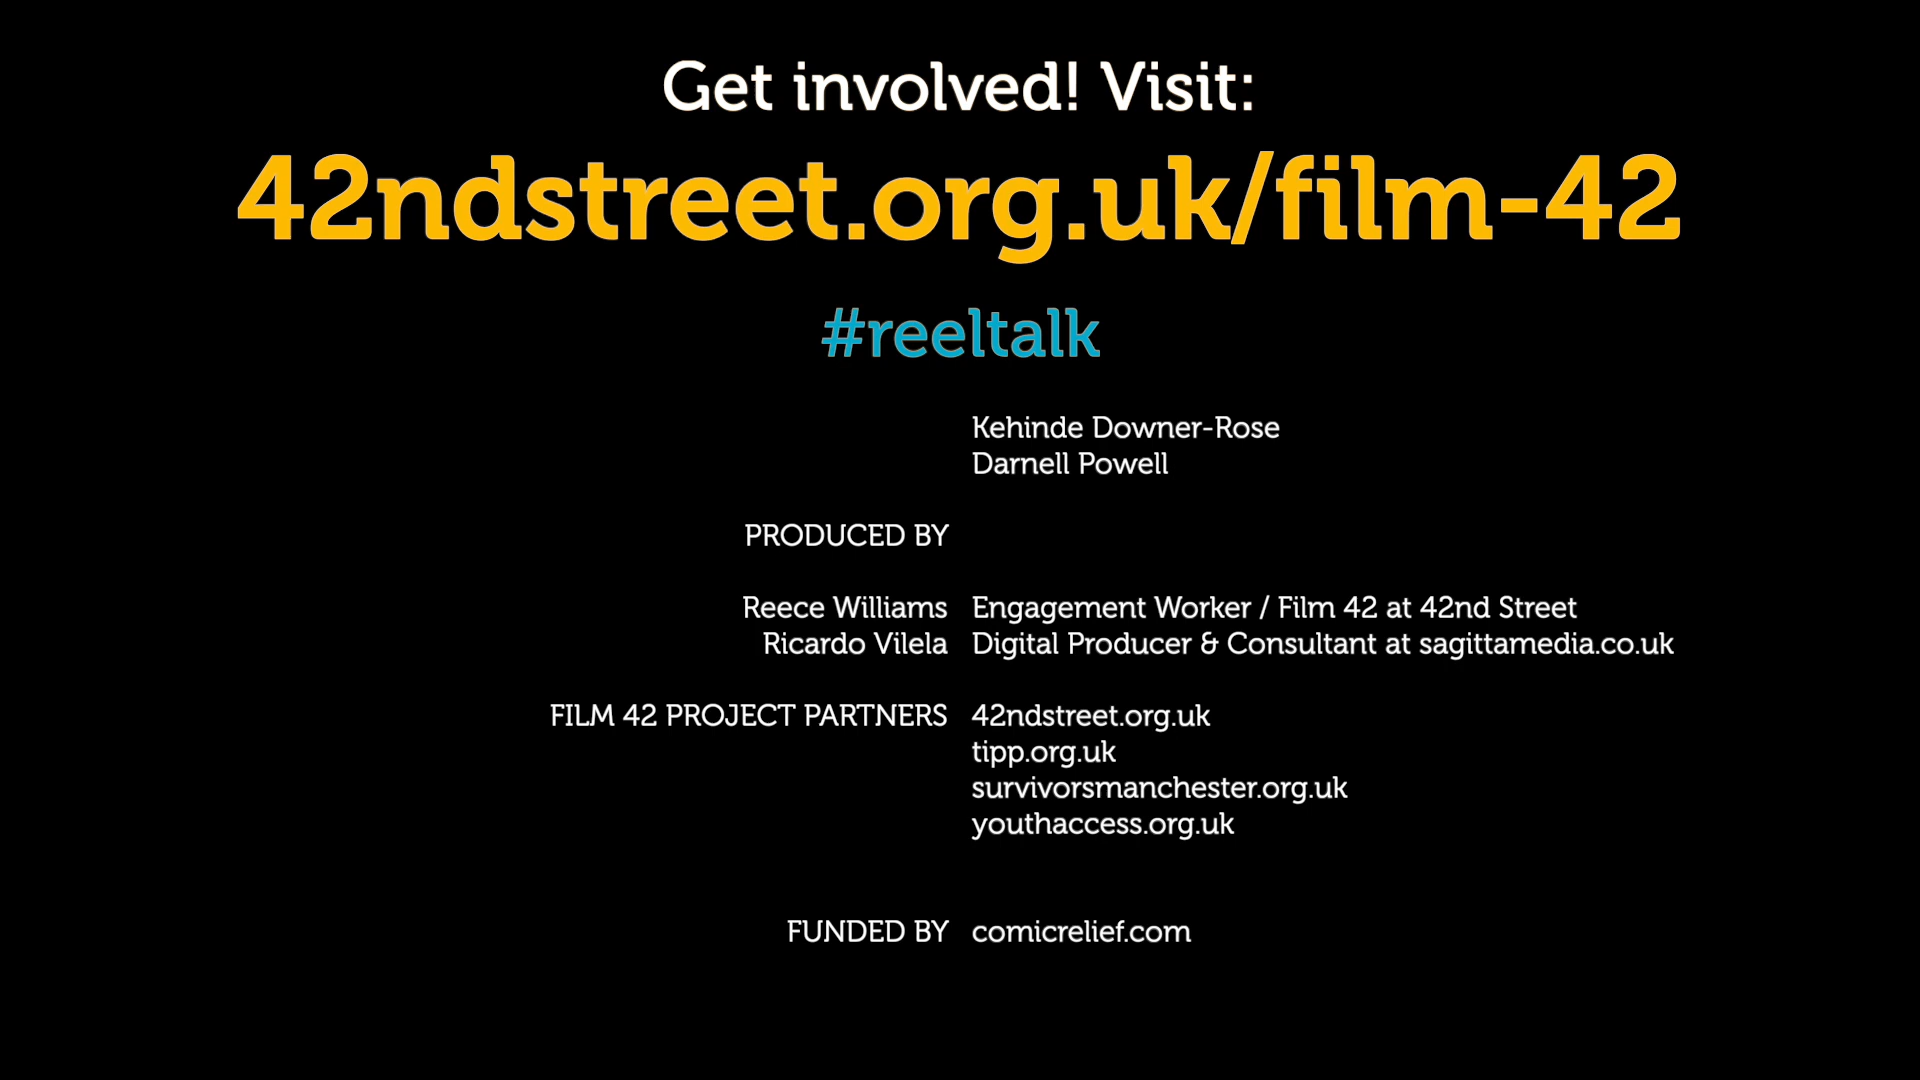 Get involved! Visit:
42ndstreet.org.uk/film-42
#reeltalk
Kehinde Downer-Rose
Darnell Powell
PRODUCED BY
Reece Williams Engagement Worker / Film 42 at 42nd Street
Ricardo Vilela Digital Producer & Consultant at sagittamedia.co.uk
FILM 42 PROJECT PARTNERS 42ndstreet.org.uk
tipp.org.uk
survivorsmanchester.org.uk
youthaccess.org.uk
FUNDED BY comicrelief.com